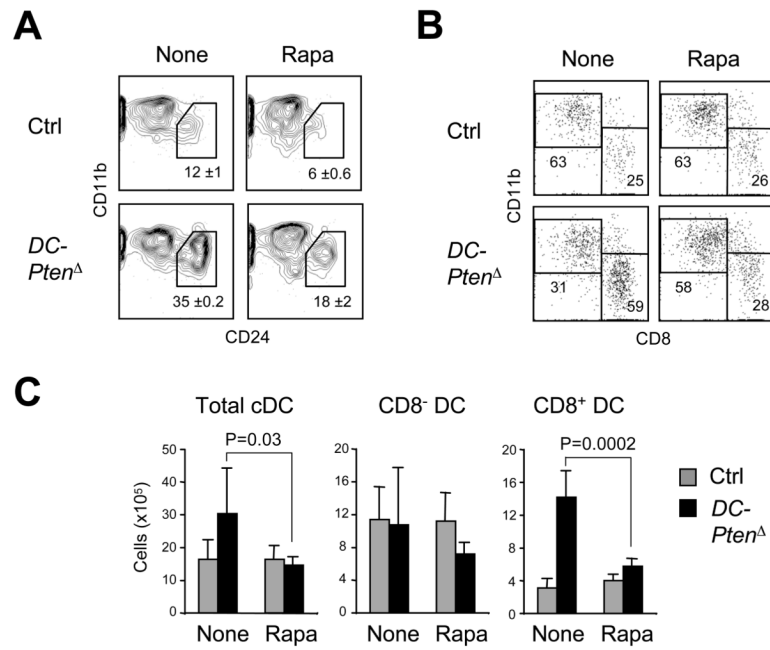 A
None Rapa
Ctrl
12 ±1
6 ±0.6
CD11b
DC-
Pten^Δ
35 ±0.2
18 ±2
CD24
B
None Rapa
Ctrl
63
25
63
26
CD11b
DC-
Pten^Δ
31
59
58
28
CD8
C
Total cDC
P=0.03
Cells (x10⁵)
50
40
30
20
10
0
None Rapa
CD8⁻ DC
20
16
12
8
4
0
None Rapa
CD8⁺ DC
P=0.0002
20
16
12
8
4
0
None Rapa
Ctrl
DC-
Pten^Δ